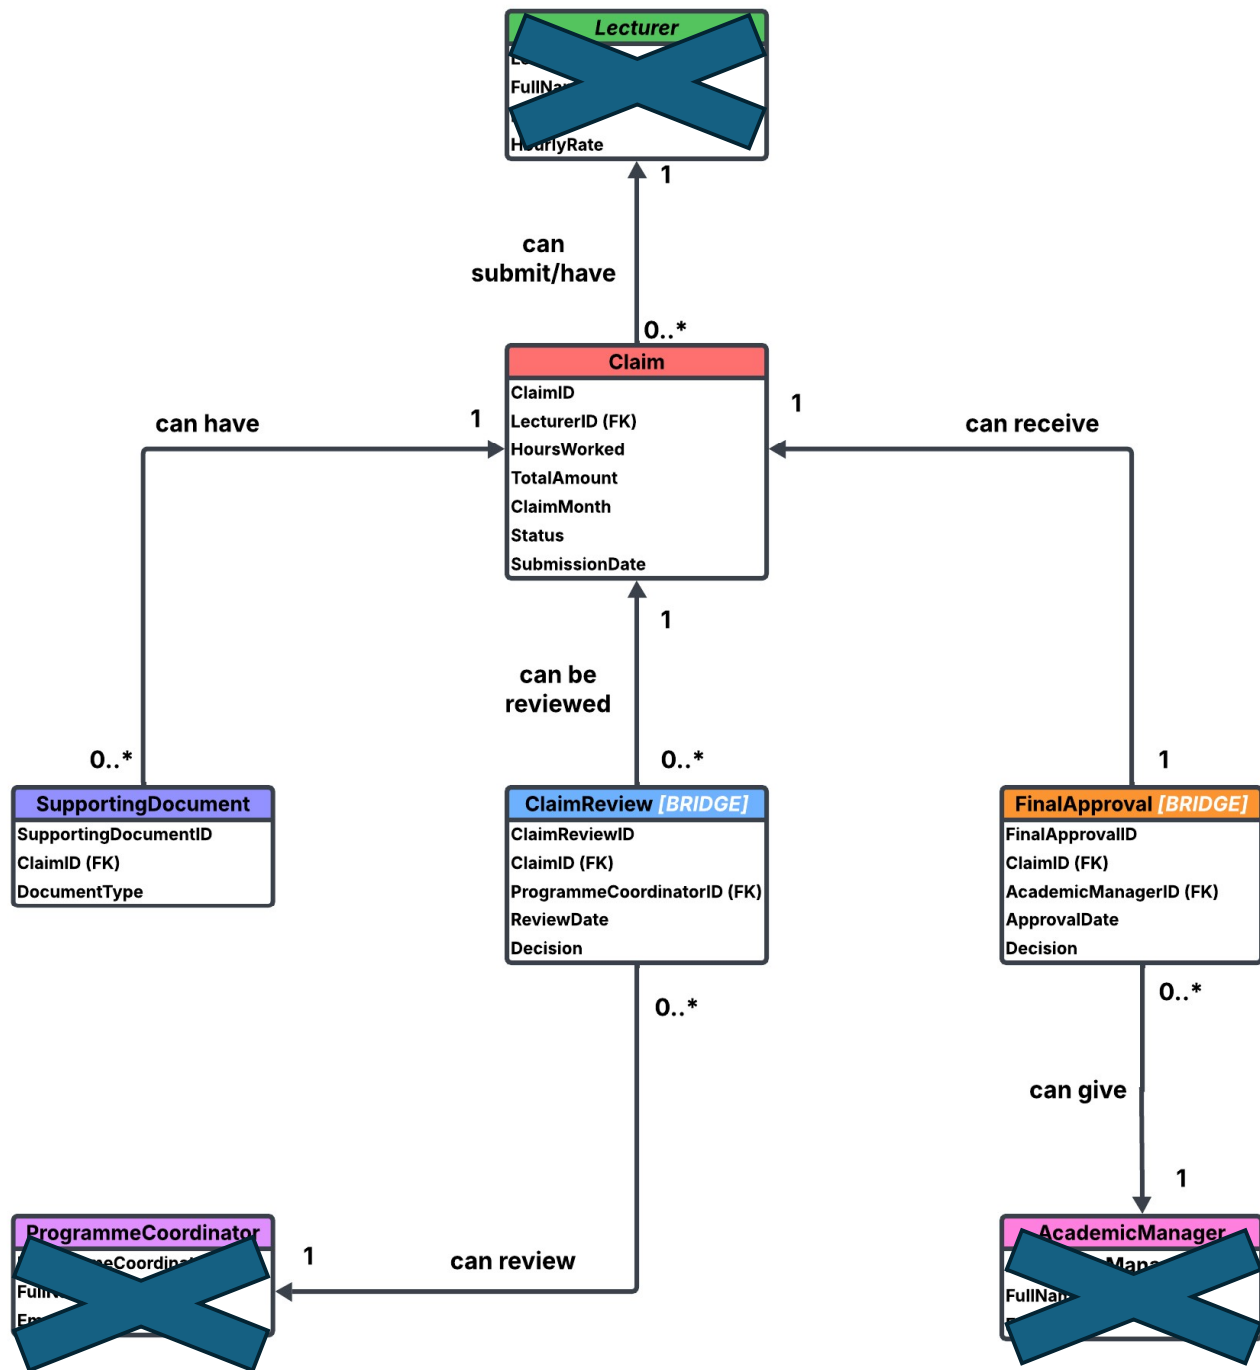 Lecturer
HourlyRate
1
can
submit/have
0..*
Claim
ClaimID
LecturerID (FK)
HoursWorked
TotalAmount
ClaimMonth
Status
SubmissionDate
can have
1
1
can receive
1
can be
reviewed
0..*
0..*
1
SupportingDocument
SupportingDocumentID
ClaimID (FK)
DocumentType
ClaimReview [BRIDGE]
ClaimReviewID
ClaimID (FK)
ProgrammeCoordinatorID (FK)
ReviewDate
Decision
FinalApproval [BRIDGE]
FinalApprovalID
ClaimID (FK)
AcademicManagerID (FK)
ApprovalDate
Decision
0..*
0..*
can give
1
ProgrammeCoordinator
1
can review
AcademicManager